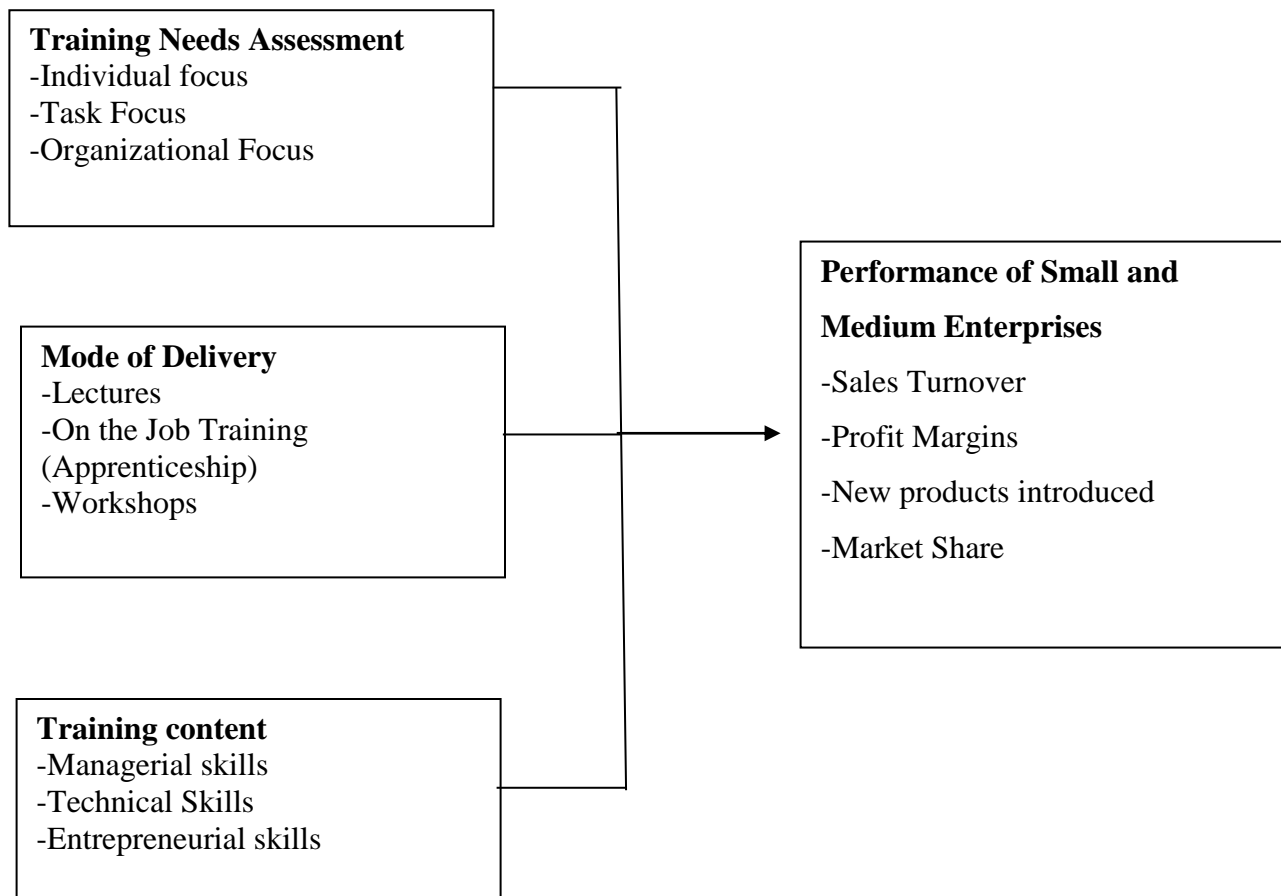 Training Needs Assessment
-Individual focus
-Task Focus
-Organizational Focus
Mode of Delivery
-Lectures
-On the Job Training
(Apprenticeship)
-Workshops
Training content
-Managerial skills
-Technical Skills
-Entrepreneurial skills
Performance of Small and
Medium Enterprises
-Sales Turnover
-Profit Margins
-New products introduced
-Market Share